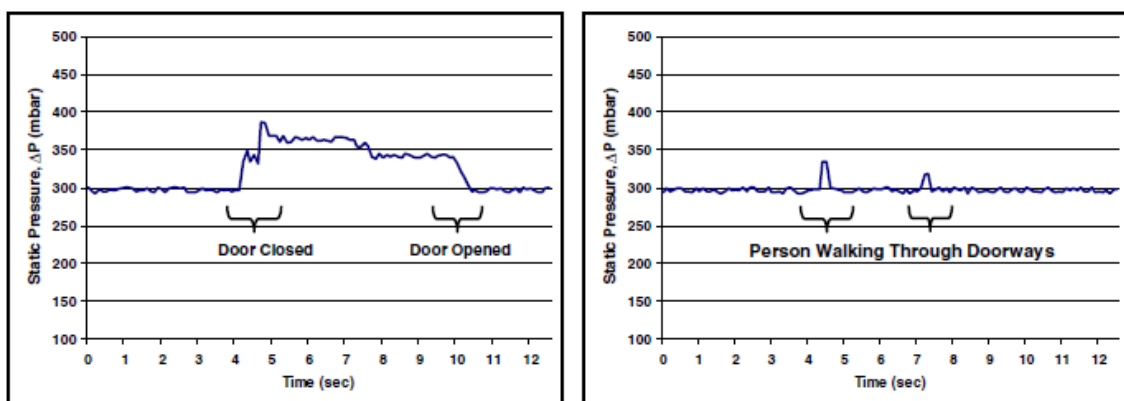 500
450
400
350
300
250
200
150
100
Static Pressure, ΔP (mbar)
Door Closed
Door Opened
0 1 2 3 4 5 6 7 8 9 10 11 12
Time (sec)
500
450
400
350
300
250
200
150
100
Static Pressure, ΔP (mbar)
Person Walking Through Doorways
0 1 2 3 4 5 6 7 8 9 10 11 12
Time (sec)